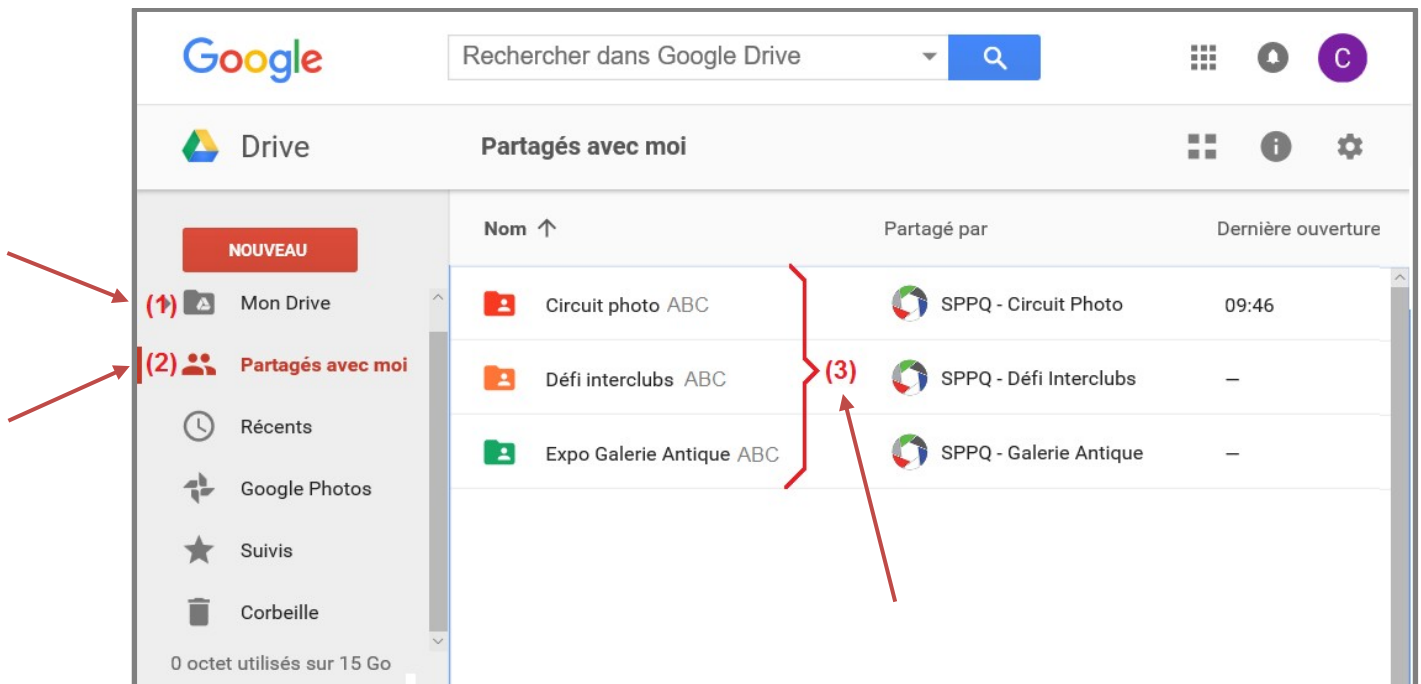 Google
Rechercher dans Google Drive
C
Drive
Partagés avec moi
NOUVEAU
Nom ↑ Partagé par Dernière ouverture
(1) Mon Drive
(2) Partagés avec moi
Récents
Google Photos
Suivis
Corbeille
0 octet utilisés sur 15 Go
Circuit photo ABC SPPQ - Circuit Photo 09:46
(3)
Défi interclubs ABC SPPQ - Défi Interclubs –
Expo Galerie Antique ABC SPPQ - Galerie Antique –